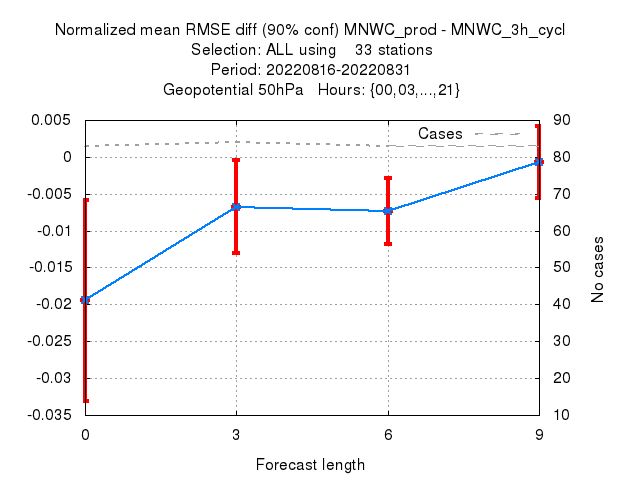 Normalized mean RMSE diff (90% conf) MNWC_prod - MNWC_3h_cycl
Selection: ALL using 33 stations
Period: 20220816-20220831
Geopotential 50hPa Hours: {00,03,...,21}
Cases
0.005
0
-0.005
-0.01
-0.015
-0.02
-0.025
-0.03
-0.035
90
80
70
60
50
40
30
20
10
No cases
0 3 6 9
Forecast length